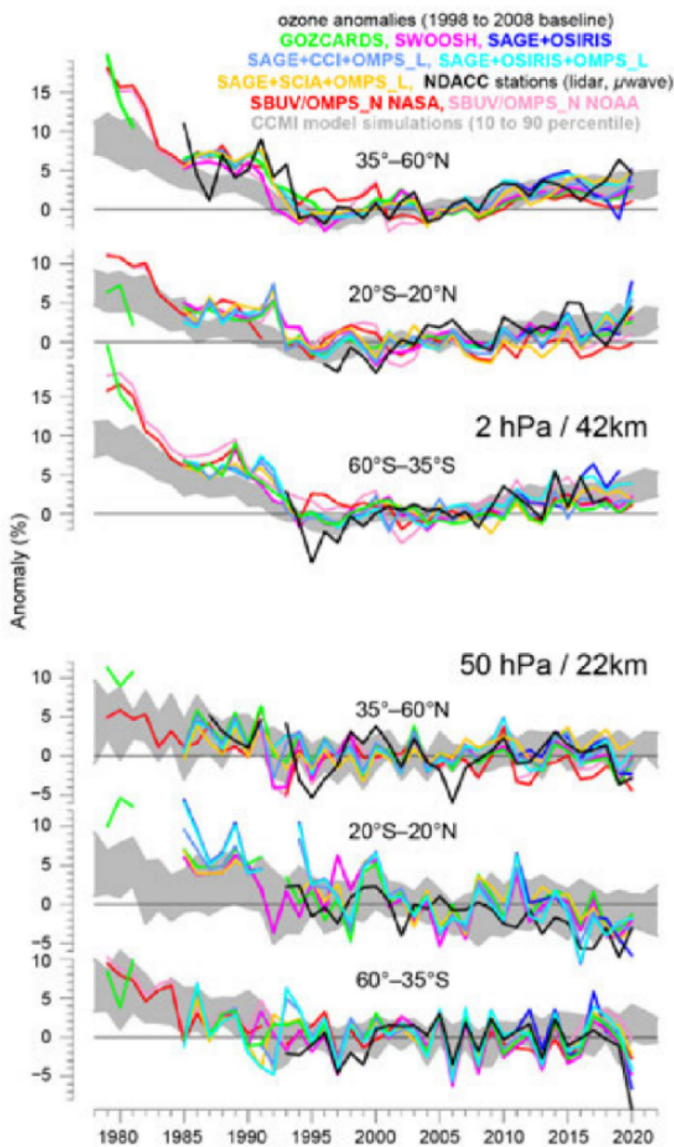 ozone anomalies (1998 to 2008 baseline)
GOZCARDS, SWOOSH, SAGE+OSIRIS
SAGE+CCI+OMPS_L, SAGE+OSIRIS+OMPS_L
SAGE+SCIA+OMPS_L, NDACC stations (lidar, µwave)
SBUV/OMPS_N NASA, SBUV/OMPS_N NOAA
CCMI model simulations (10 to 90 percentile)
35°–60°N
15
10
5
0
20°S–20°N
10
5
0
2 hPa / 42km
60°S–35°S
15
10
5
0
Anomaly (%)
50 hPa / 22km
35°–60°N
10
5
0
−5
20°S–20°N
10
5
0
−5
60°–35°S
10
5
0
−5
1980 1985 1990 1995 2000 2005 2010 2015 2020